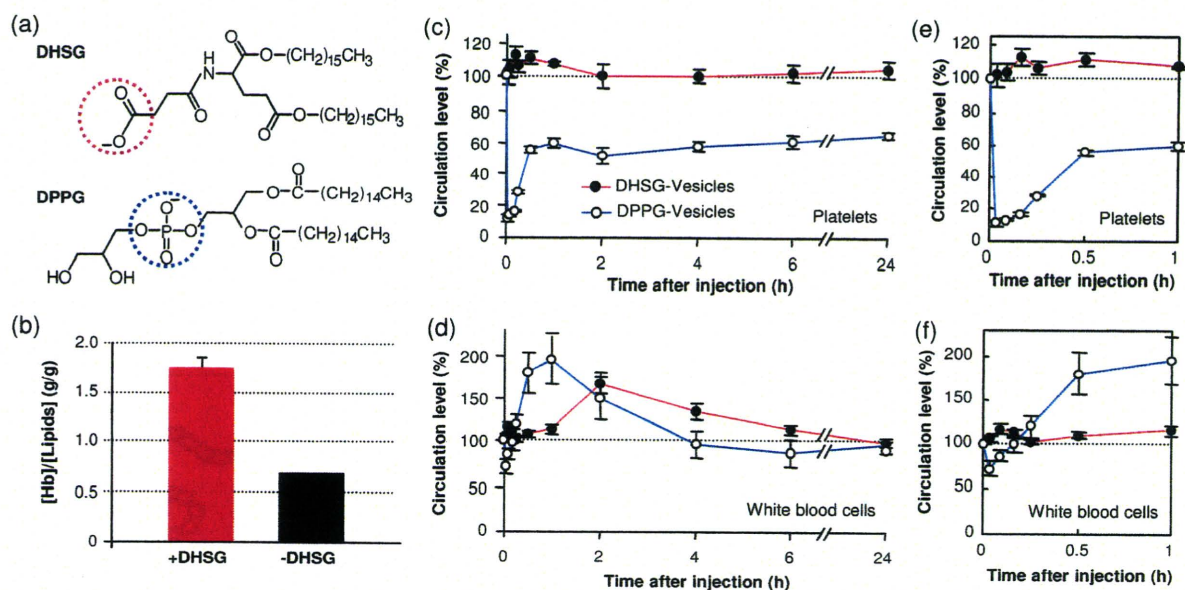 (a)
DHSG
O–(CH2)15CH3
O
O
H
N
O
O
O–(CH2)15CH3
–O
O
DPPG
O
(CH2)14CH3
O–
O
O
P
O
O
(CH2)14CH3
O
O
HO
OH
(b)
[Hb]/[Lipids] (g/g)
2.0
1.5
1.0
0.5
0
+DHSG
-DHSG
(c)
Circulation level (%)
120
100
80
60
40
20
0
DHSG-Vesicles
DPPG-Vesicles
Platelets
0
2
4
6
24
Time after injection (h)
(d)
Circulation level (%)
200
150
100
50
100
White blood cells
0
2
4
6
24
Time after injection (h)
(e)
Circulation level (%)
120
100
80
60
40
20
0
Platelets
0
0.5
1
Time after injection (h)
(f)
Circulation level (%)
200
150
100
50
100
White blood cells
0
0.5
1
Time after injection (h)